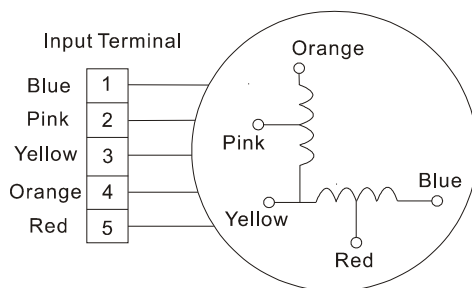 Input Terminal
Blue 1
Pink 2
Yellow 3
Orange 4
Red 5
Orange
Pink
Yellow
Blue
Red